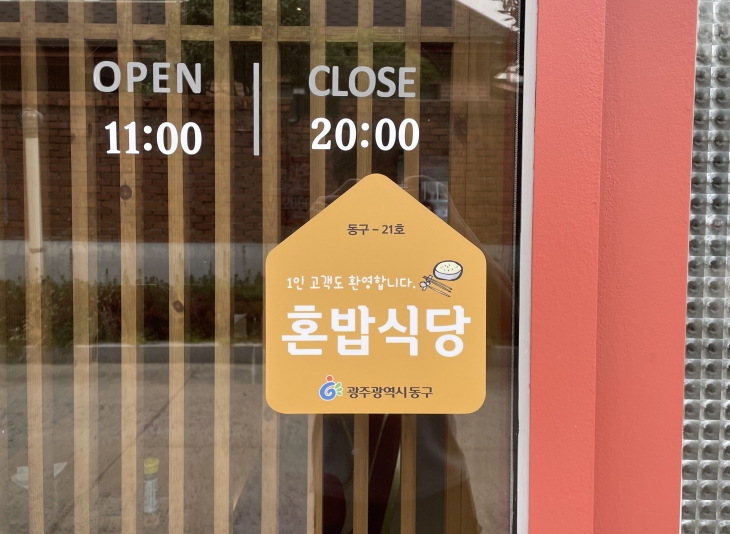 OPEN
11:00
CLOSE
20:00
동구 - 21호
1인 고객도 환영합니다.
혼밥식당
광주광역시 동구